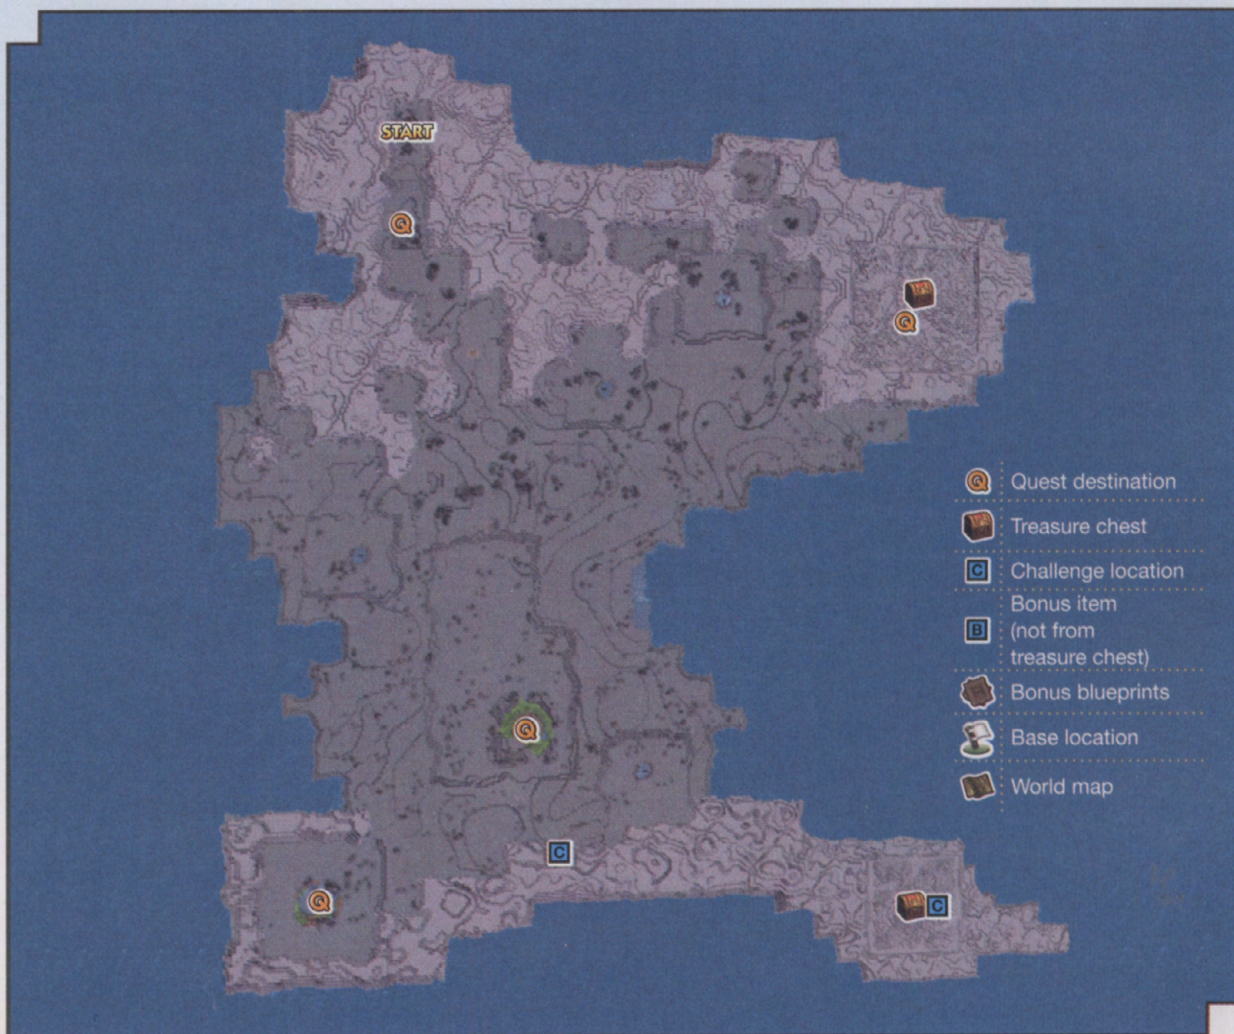 START
Q
Q
Q Quest destination
Treasure chest
C Challenge location
Bonus item
B (not from
treasure chest)
Bonus blueprints
Base location
World map
Q
C
Q
C